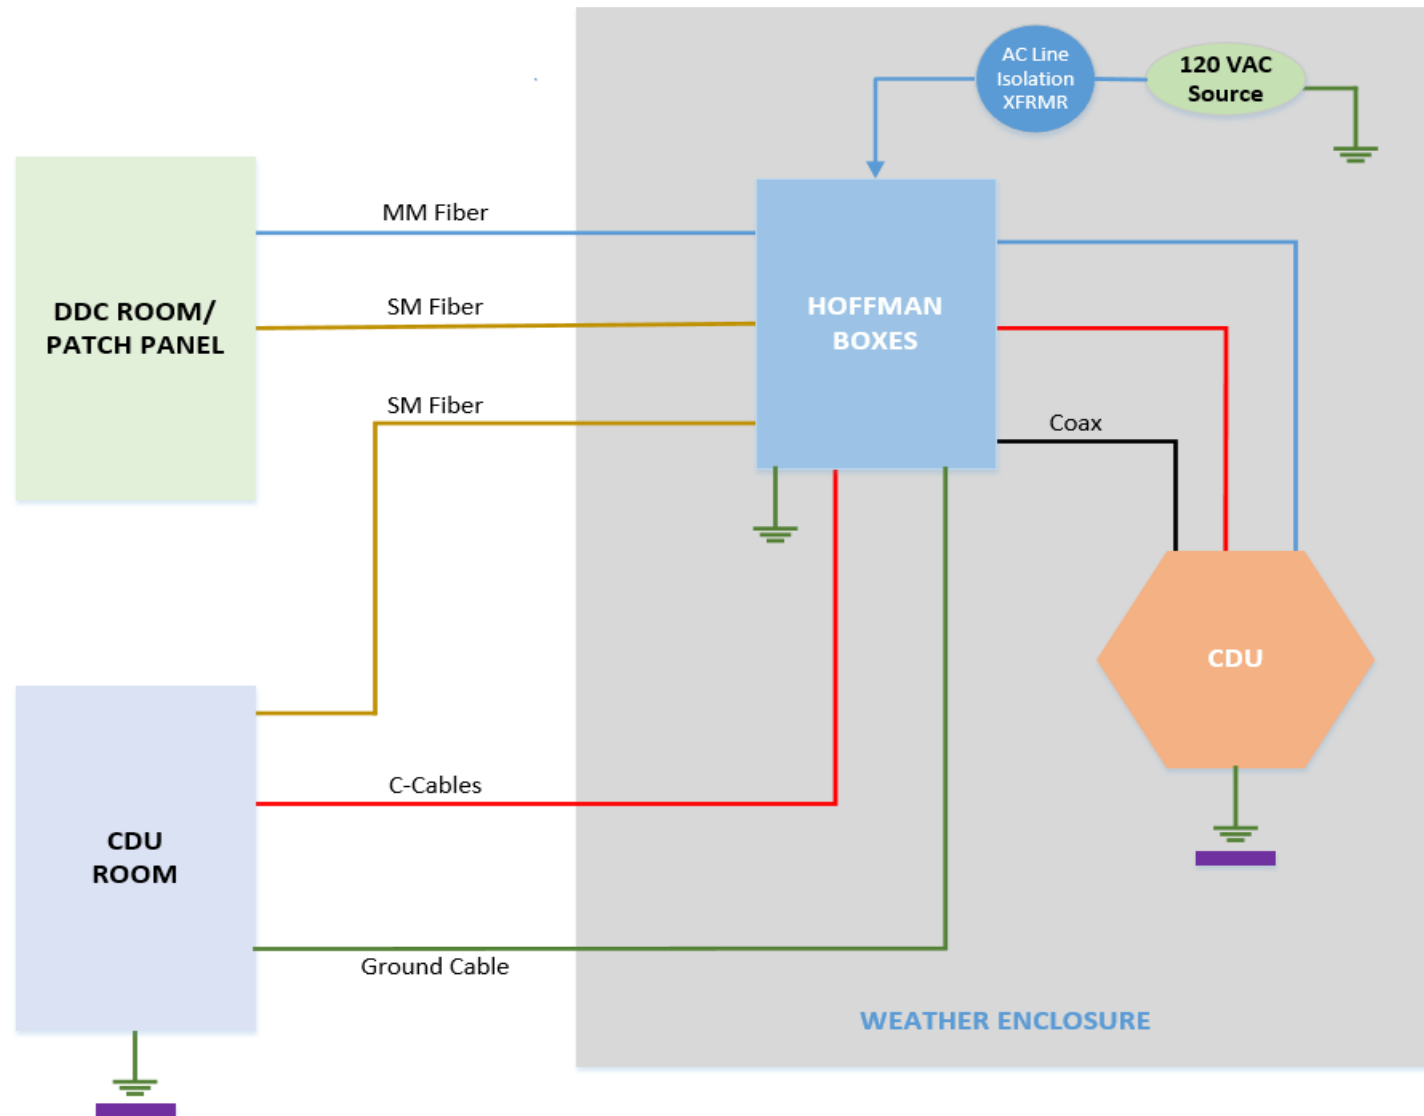 AC Line
Isolation
XFRMR
120 VAC
Source
MM Fiber
DDC ROOM/
PATCH PANEL
SM Fiber
HOFFMAN
BOXES
SM Fiber
Coax
CDU
C-Cables
CDU
ROOM
Ground Cable
WEATHER ENCLOSURE